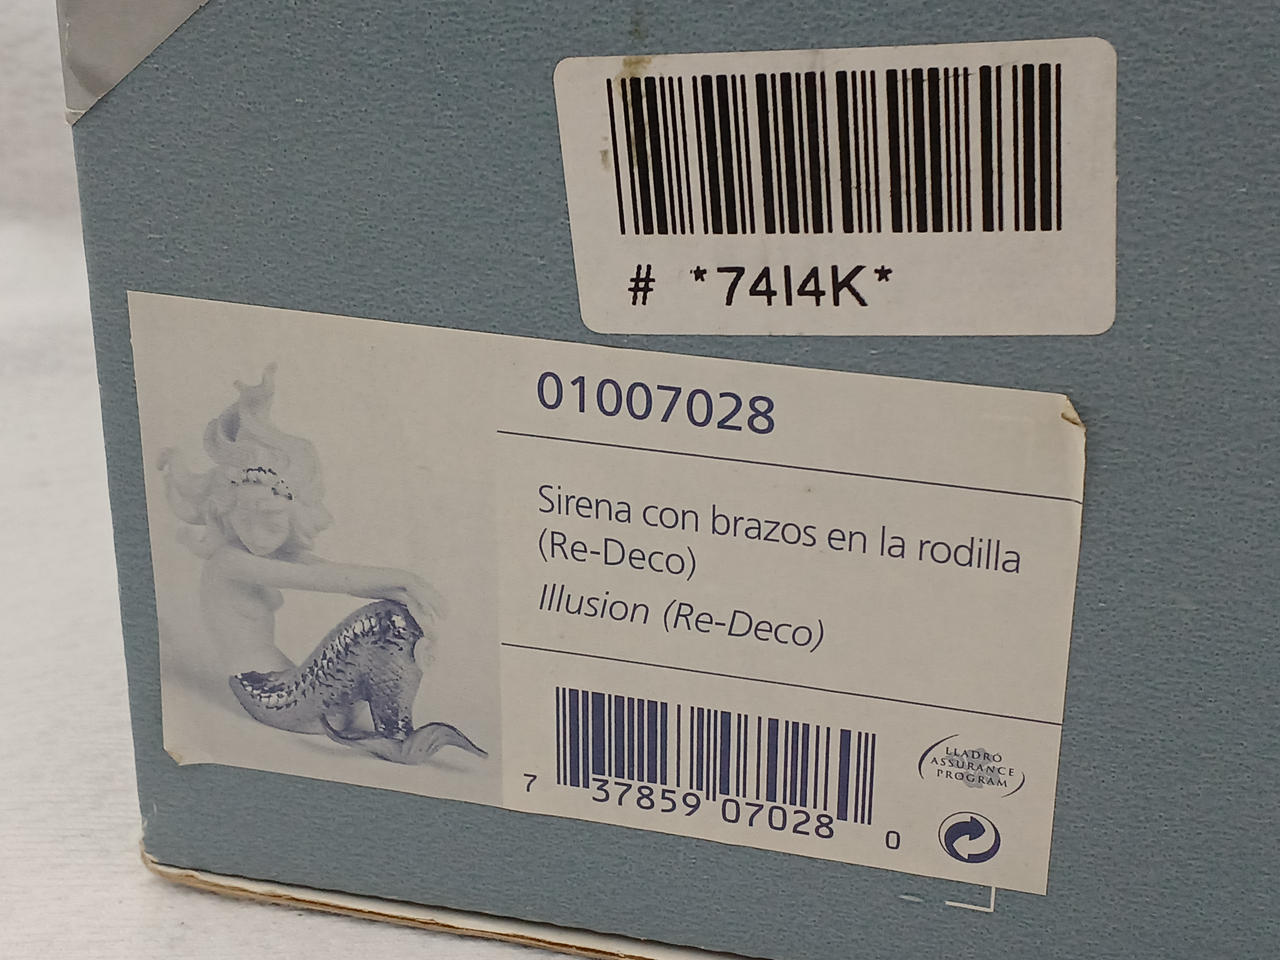 # *7414K*
01007028
Sirena con brazos en la rodilla
(Re-Deco)
Illusion (Re-Deco)
7 37859 07028 0
LLADRÓ
ASSURANCE
PROGRAM